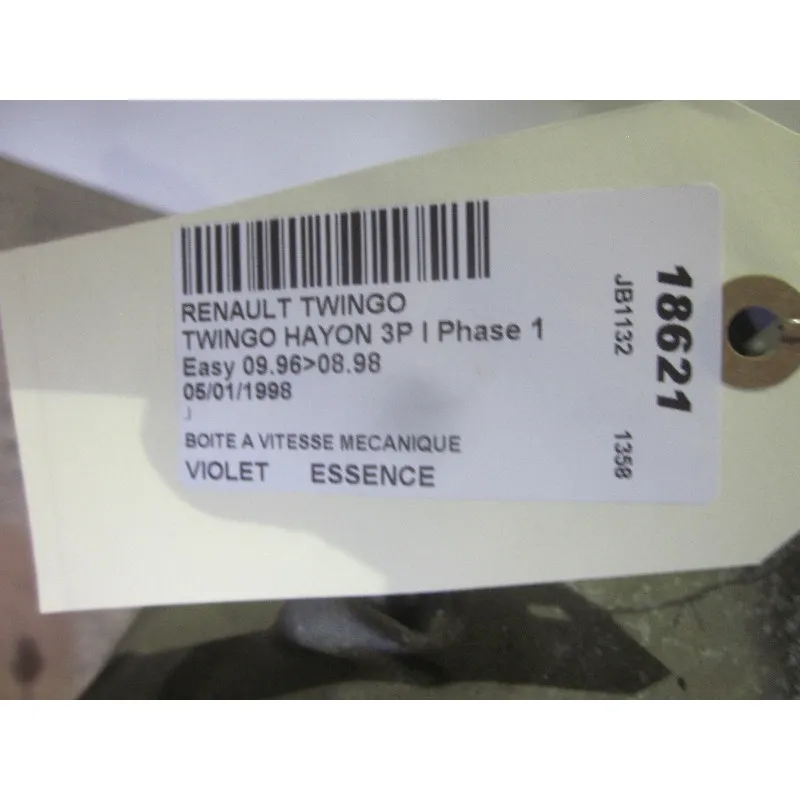 RENAULT TWINGO
TWINGO HAYON 3P I Phase 1
Easy 09.96>08.98
05/01/1998
J
BOITE A VITESSE MECANIQUE
VIOLET ESSENCE
JB1132 1358
18621